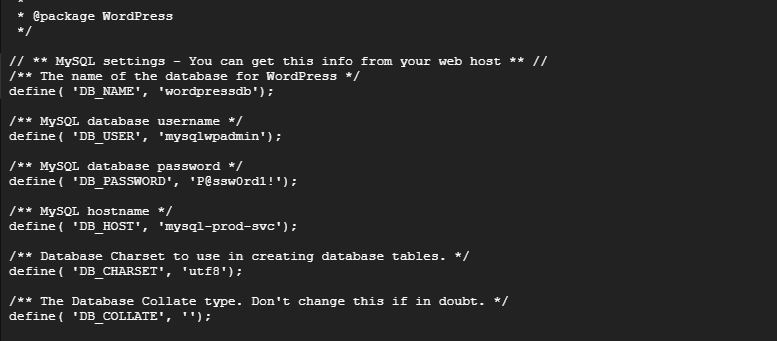 *
* @package WordPress
*/
// ** MySQL settings - You can get this info from your web host ** //
/** The name of the database for WordPress */
define( 'DB_NAME', 'wordpressdb');
/** MySQL database username */
define( 'DB_USER', 'mysqlwpadmin');
/** MySQL database password */
define( 'DB_PASSWORD', 'P@ssw0rd1!');
/** MySQL hostname */
define( 'DB_HOST', 'mysql-prod-svc');
/** Database Charset to use in creating database tables. */
define( 'DB_CHARSET', 'utf8');
/** The Database Collate type. Don't change this if in doubt. */
define( 'DB_COLLATE', '');